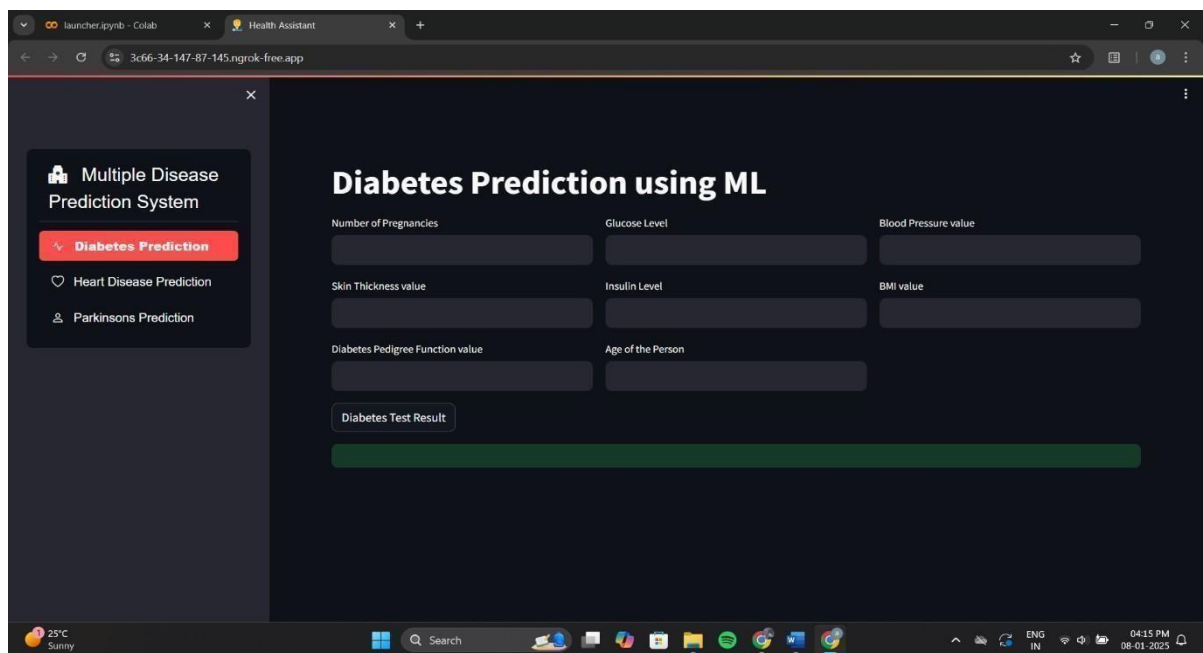 launcher.ipynb - Colab
Health Assistant
3c66-34-147-87-145.ngrok-free.app
Multiple Disease
Prediction System
Diabetes Prediction
Heart Disease Prediction
Parkinsons Prediction
Diabetes Prediction using ML
Number of Pregnancies
Glucose Level
Blood Pressure value
Skin Thickness value
Insulin Level
BMI value
Diabetes Pedigree Function value
Age of the Person
Diabetes Test Result
1
25°C
Sunny
Search
ENG
IN
04:15 PM
08-01-2025